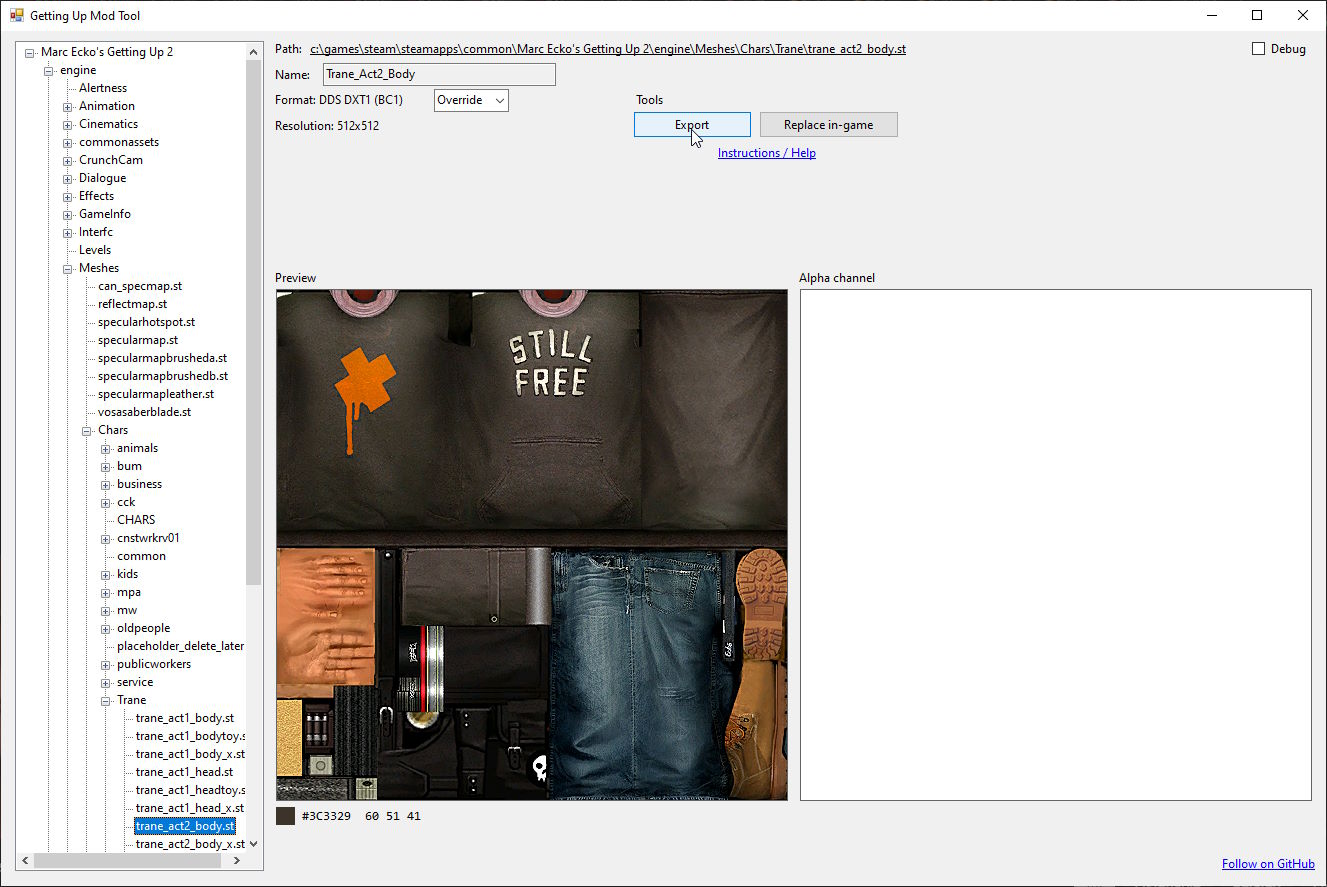 Getting Up Mod Tool
Marc Ecko's Getting Up 2
engine
Alertness
Animation
Cinematics
commonassets
CrunchCam
Dialogue
Effects
GameInfo
Interfc
Levels
Meshes
can_specmap.st
reflectmap.st
specularhotspot.st
specularmap.st
specularmapbrusheda.st
specularmapbrushedb.st
specularmapleather.st
vosasaberblade.st
Chars
animals
bum
business
cck
CHARS
cnstwrkrv01
common
kids
mpa
mw
oldpeople
placeholder_delete_later
publicworkers
service
Trane
trane_act1_body.st
trane_act1_bodytoy.s
trane_act1_body_x.st
trane_act1_head.st
trane_act1_headtoy.s
trane_act1_head_x.st
trane_act2_body.st
trane_act2_body_x.st
Path: c:\games\steam\steamapps\common\Marc Ecko's Getting Up 2\engine\Meshes\Chars\Trane\trane_act2_body.st
Debug
Name: Trane_Act2_Body
Format: DDS DXT1 (BC1) Override
Resolution: 512x512
Tools
Export Replace in-game
Instructions / Help
Preview
Alpha channel
STILL
FREE
#3C3329 60 51 41
Follow on GitHub